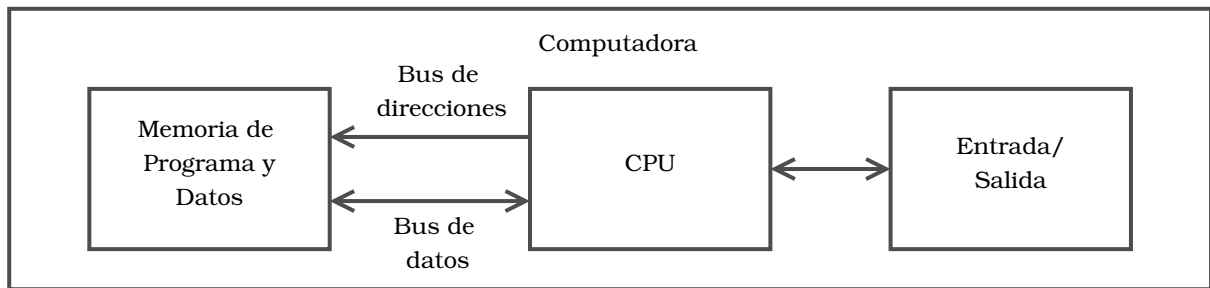 Computadora
Bus de
direcciones
Memoria de
Programa y
Datos
CPU
Entrada/
Salida
Bus de
datos